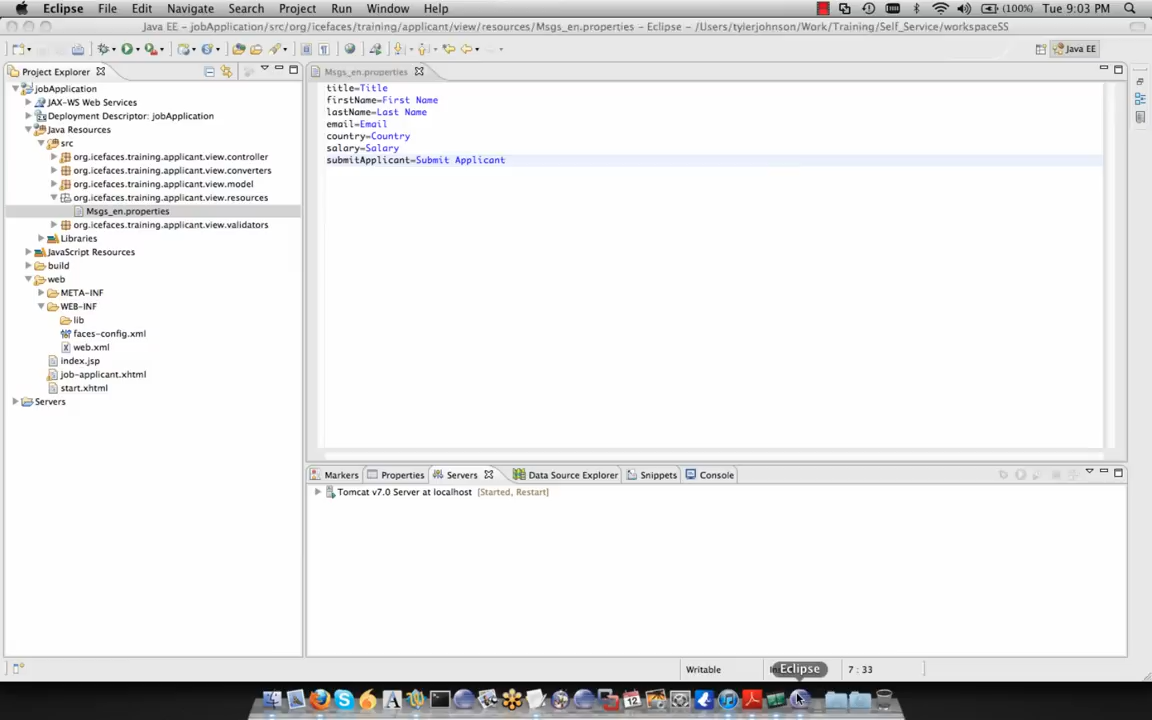 Eclipse File Edit Navigate Search Project Run Window Help (100%) Tue 9:03 PM
Java EE – jobApplication/src/org/icefaces/training/applicant/view/resources/Msgs_en.properties – Eclipse – /Users/tylerjohnson/Work/Training/Self_Service/workspaceSS
Java EE
Project Explorer
jobApplication
JAX-WS Web Services
Deployment Descriptor: jobApplication
Java Resources
src
org.icefaces.training.applicant.view.controller
org.icefaces.training.applicant.view.converters
org.icefaces.training.applicant.view.model
org.icefaces.training.applicant.view.resources
Msgs_en.properties
org.icefaces.training.applicant.view.validators
Libraries
JavaScript Resources
build
web
META-INF
WEB-INF
lib
faces-config.xml
web.xml
index.jsp
job-applicant.xhtml
start.xhtml
Servers
Msgs_en.properties
title=Title
firstName=First Name
lastName=Last Name
email=Email
country=Country
salary=Salary
submitApplicant=Submit Applicant
Markers Properties Servers Data Source Explorer Snippets Console
Tomcat v7.0 Server at localhost [Started, Restart]
Writable 7 : 33
Eclipse